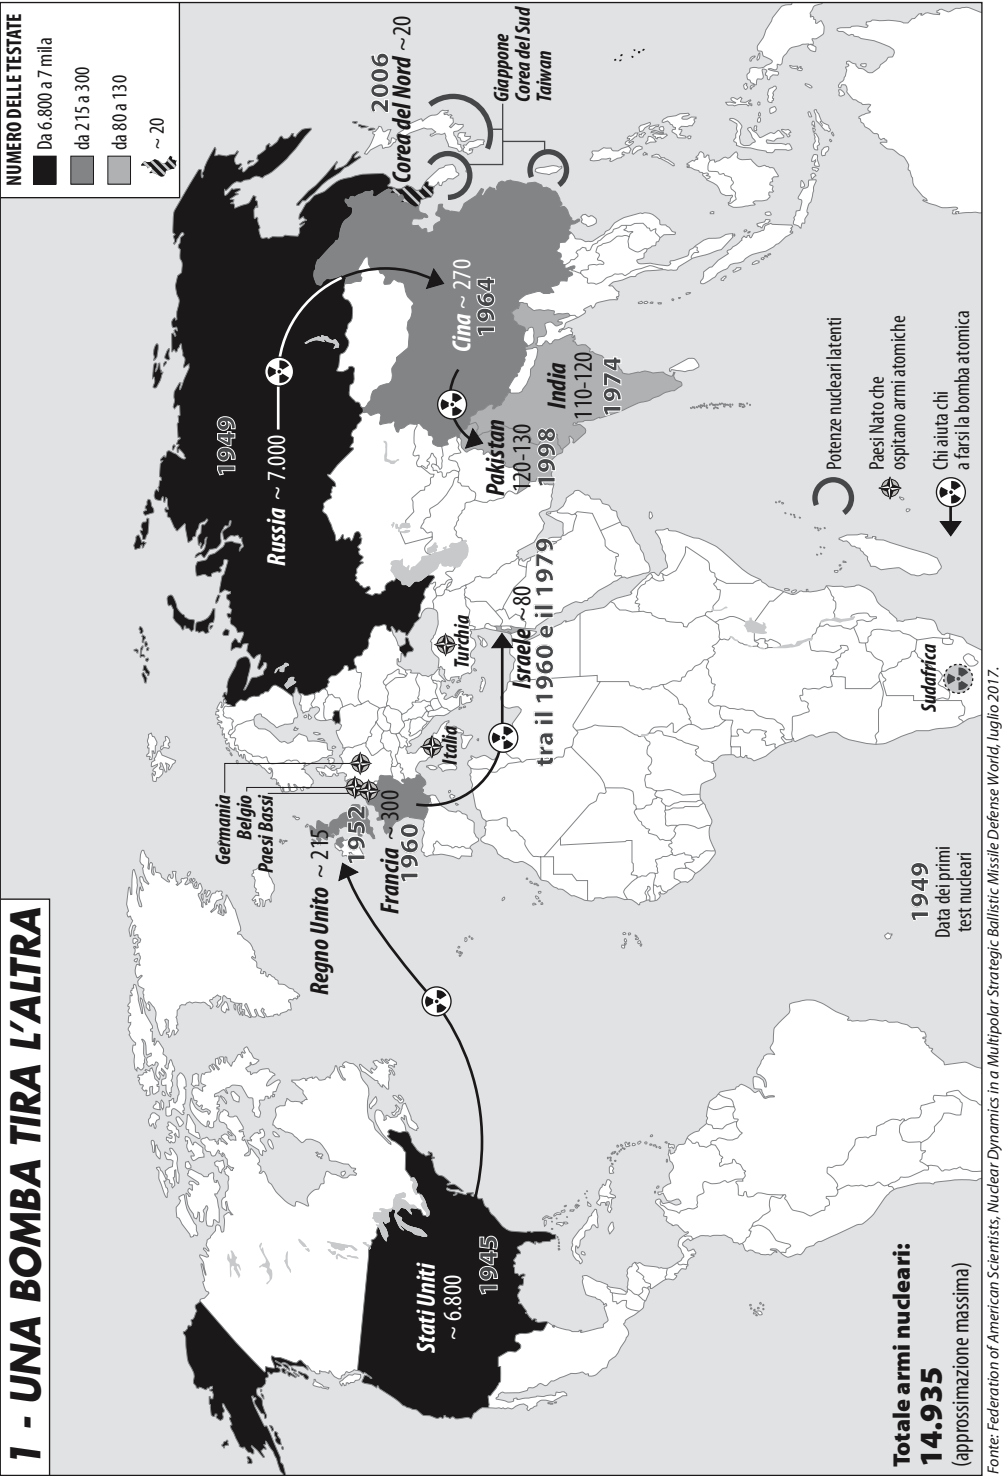 1 - UNA BOMBA TIRA L'ALTRA
NUMERO DELLE TESTATE
Da 6.800 a 7 mila
da 215 a 300
da 80 a 130
~ 20
Stati Uniti
~ 6.800
1945
Regno Unito ~ 215
1952
Germania
Belgio
Paesi Bassi
Francia ~ 300
1960
Italia
Turchia
Israele ~80
tra il 1960 e il 1979
Russia ~ 7.000
1949
Cina ~ 270
1964
Pakistan
120-130
1998
India
110-120
1974
2006
Corea del Nord ~ 20
Giappone
Corea del Sud
Taiwan
Sudafrica
Totale armi nucleari:
14.935
(approssimazione massima)
1949
Data dei primi
test nucleari
Potenze nucleari latenti
Paesi Nato che
ospitano armi atomiche
Chi aiuta chi
a farsi la bomba atomica
Fonte: Federation of American Scientists, Nuclear Dynamics in a Multipolar Strategic Ballistic Missile Defense World, luglio 2017.